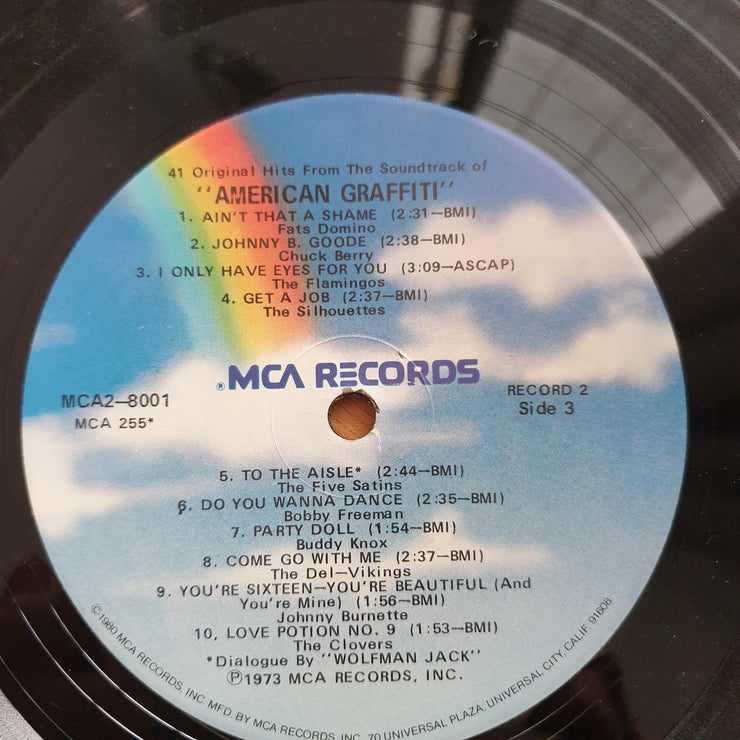 41 Original Hits From The Soundtrack of
"AMERICAN GRAFFITI"
1. AIN'T THAT A SHAME (2:31—BMI)
Fats Domino
2. JOHNNY B. GOODE (2:38—BMI)
Chuck Berry
3. I ONLY HAVE EYES FOR YOU (3:09—ASCAP)
The Flamingos
4. GET A JOB (2:37—BMI)
The Silhouettes
®MCA RECORDS
MCA2—8001
MCA 255*
RECORD 2
Side 3
5. TO THE AISLE* (2:44—BMI)
The Five Satins
6. DO YOU WANNA DANCE (2:35—BMI)
Bobby Freeman
7. PARTY DOLL (1:54—BMI)
Buddy Knox
8. COME GO WITH ME (2:37—BMI)
The Del-Vikings
9. YOU'RE SIXTEEN—YOU'RE BEAUTIFUL (And
You're Mine) (1:56—BMI)
Johnny Burnette
10, LOVE POTION NO. 9 (1:53—BMI)
The Clovers
*Dialogue By "WOLFMAN JACK"
Ⓟ1973 MCA RECORDS, INC.
©1980 MCA RECORDS, INC MFD. BY MCA RECORDS INC. 70 UNIVERSAL PLAZA, UNIVERSAL CITY, CALIF. 91608